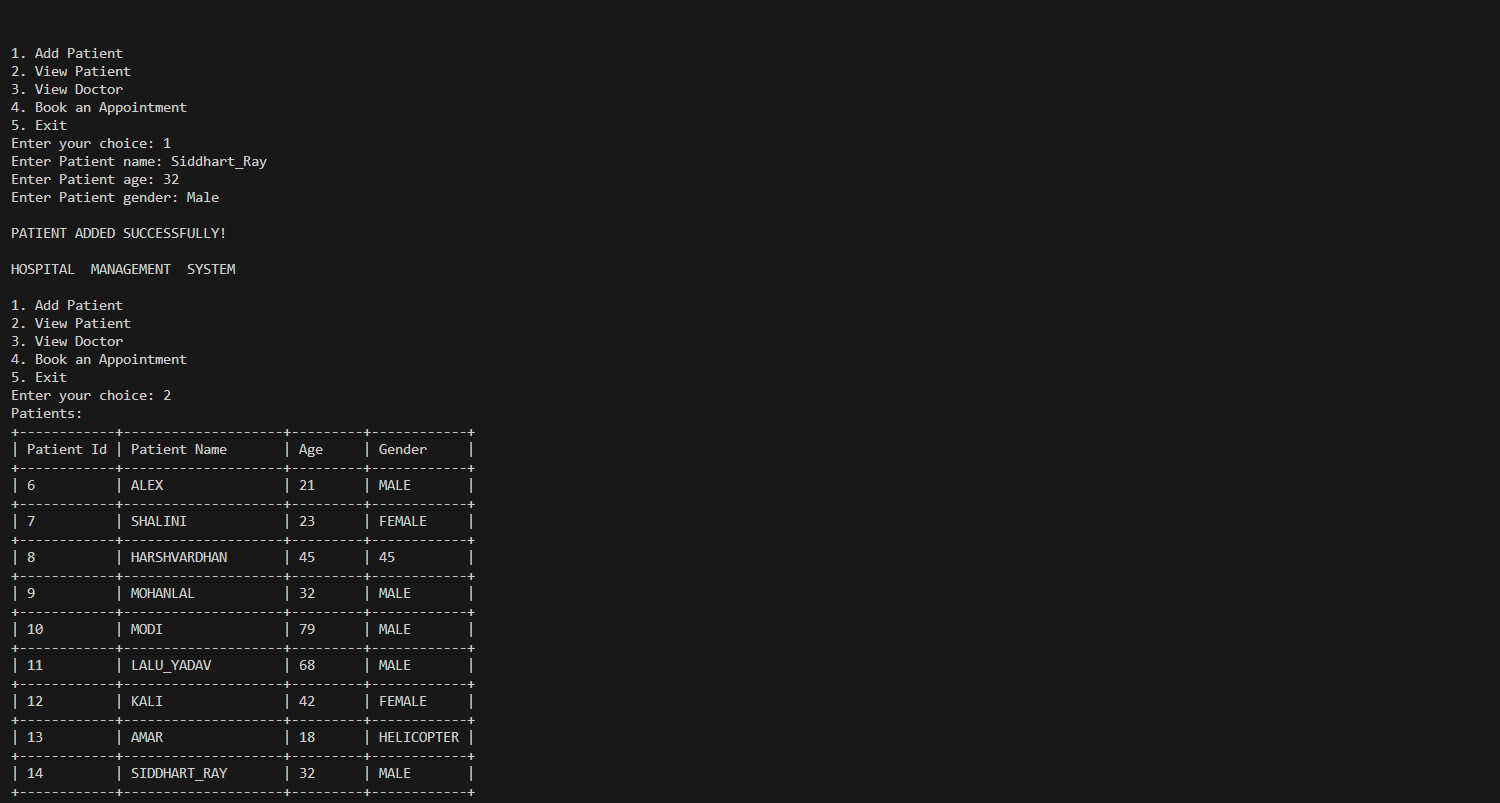 1. Add Patient
2. View Patient
3. View Doctor
4. Book an Appointment
5. Exit
Enter your choice: 1
Enter Patient name: Siddhart_Ray
Enter Patient age: 32
Enter Patient gender: Male

PATIENT ADDED SUCCESSFULLY!

HOSPITAL  MANAGEMENT  SYSTEM

1. Add Patient
2. View Patient
3. View Doctor
4. Book an Appointment
5. Exit
Enter your choice: 2
Patients:
+------------+--------------------+---------+------------+
| Patient Id | Patient Name       | Age     | Gender     |
+------------+--------------------+---------+------------+
| 6          | ALEX               | 21      | MALE       |
+------------+--------------------+---------+------------+
| 7          | SHALINI            | 23      | FEMALE     |
+------------+--------------------+---------+------------+
| 8          | HARSHVARDHAN       | 45      | 45         |
+------------+--------------------+---------+------------+
| 9          | MOHANLAL           | 32      | MALE       |
+------------+--------------------+---------+------------+
| 10         | MODI               | 79      | MALE       |
+------------+--------------------+---------+------------+
| 11         | LALU_YADAV         | 68      | MALE       |
+------------+--------------------+---------+------------+
| 12         | KALI               | 42      | FEMALE     |
+------------+--------------------+---------+------------+
| 13         | AMAR               | 18      | HELICOPTER |
+------------+--------------------+---------+------------+
| 14         | SIDDHART_RAY       | 32      | MALE       |
+------------+--------------------+---------+------------+